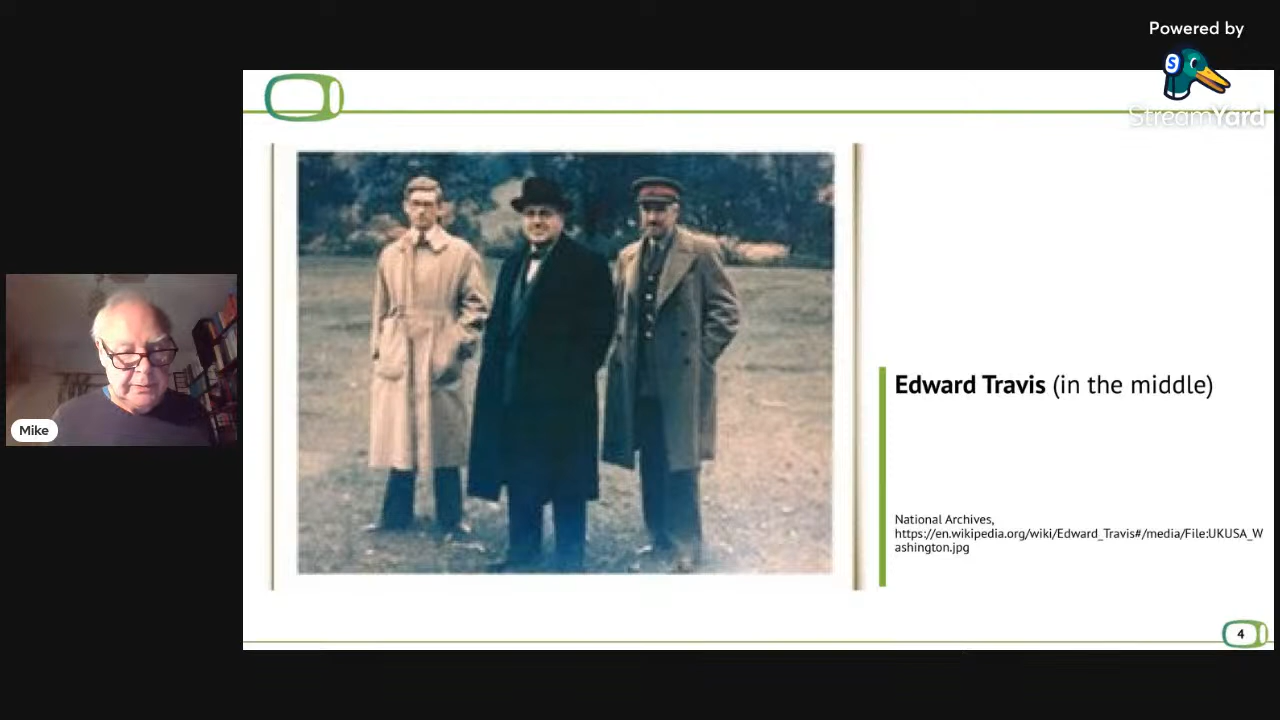 Powered by
S
StreamYard
Edward Travis (in the middle)
Mike
National Archives,
https://en.wikipedia.org/wiki/Edward_Travis#/media/File:UKUSA_W
ashington.jpg
4